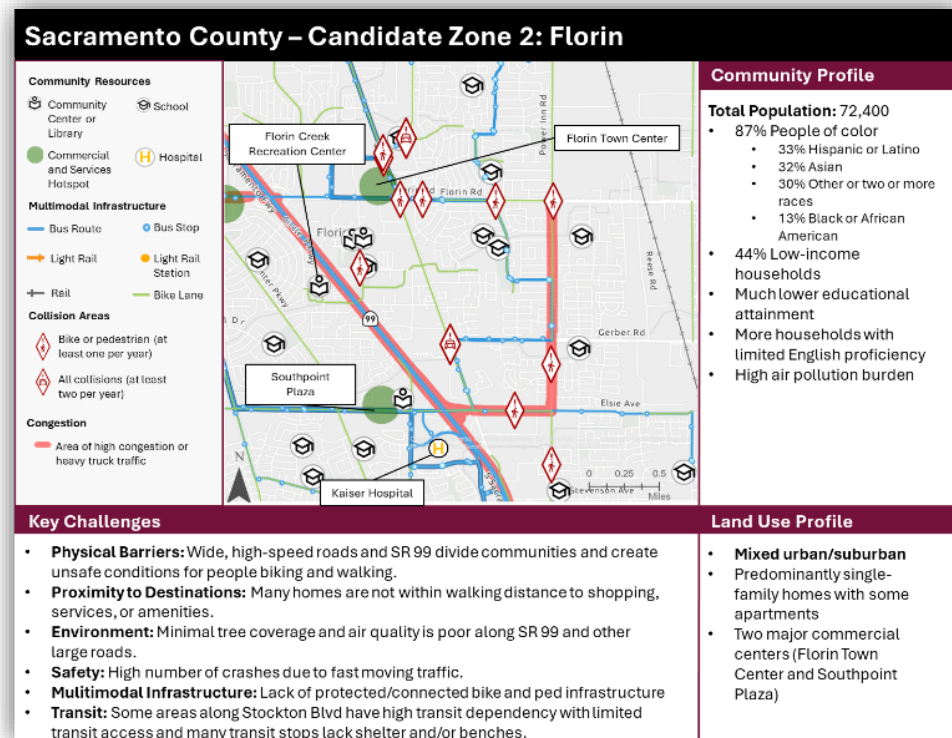 Sacramento County – Candidate Zone 2: Florin
Community Resources
Community
Center or
Library
School
Commercial
and Services
Hotspot
H
Hospital
Multimodal Infrastructure
Bus Route
Bus Stop
Light Rail
Light Rail
Station
Rail
Bike Lane
Collision Areas
Bike or pedestrian (at
least one per year)
All collisions (at least
two per year)
Congestion
Area of high congestion or
heavy truck traffic
Florin Creek
Recreation Center
Florin Town Center
Power Inn Rd
Florin Rd
Reese Rd
99
Gerber Rd
Southpoint
Plaza
Elsie Ave
H
Kaiser Hospital
N
0 0.25 0.5
Miles
Stevenson Ave
Community Profile
Total Population: 72,400
• 87% People of color
• 33% Hispanic or Latino
• 32% Asian
• 30% Other or two or more
races
• 13% Black or African
American
• 44% Low-income
households
• Much lower educational
attainment
• More households with
limited English proficiency
• High air pollution burden
Key Challenges
• Physical Barriers: Wide, high-speed roads and SR 99 divide communities and create
unsafe conditions for people biking and walking.
• Proximity to Destinations: Many homes are not within walking distance to shopping,
services, or amenities.
• Environment: Minimal tree coverage and air quality is poor along SR 99 and other
large roads.
• Safety: High number of crashes due to fast moving traffic.
• Mulitimodal Infrastructure: Lack of protected/connected bike and ped infrastructure
• Transit: Some areas along Stockton Blvd have high transit dependency with limited
transit access and many transit stops lack shelter and/or benches.
Land Use Profile
• Mixed urban/suburban
• Predominantly single-
family homes with some
apartments
• Two major commercial
centers (Florin Town
Center and Southpoint
Plaza)